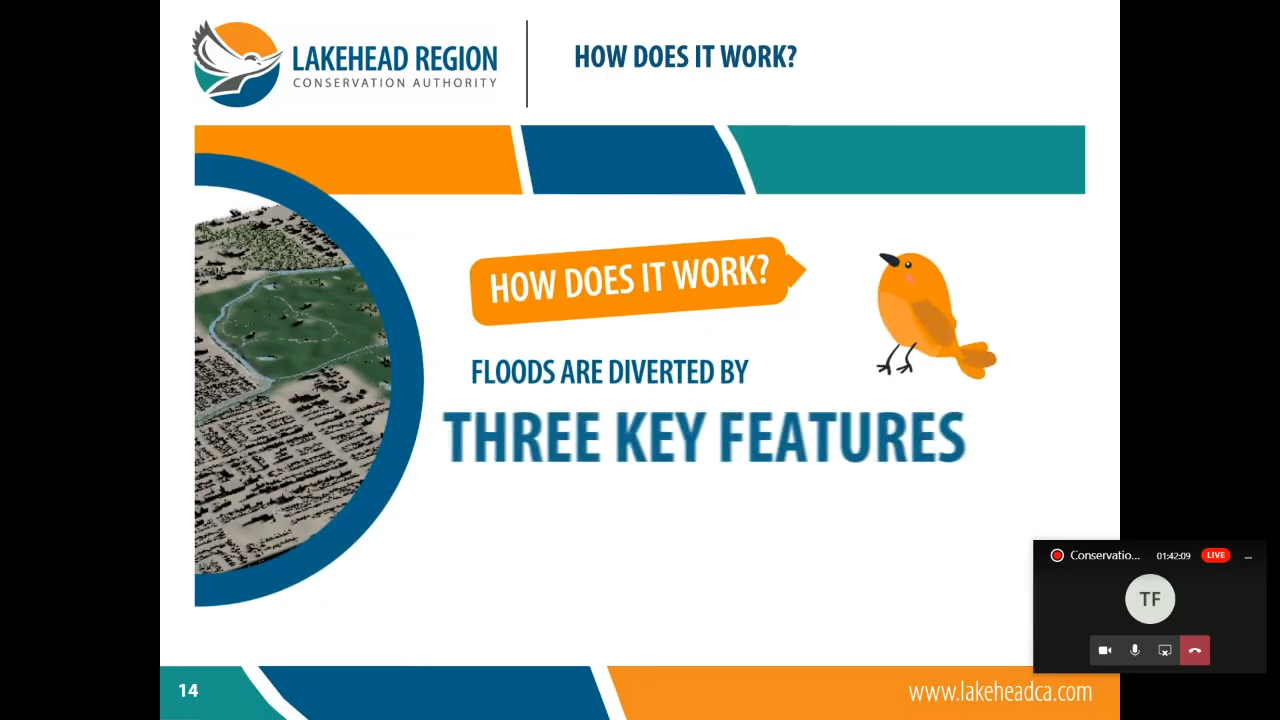 LAKEHEAD REGION
CONSERVATION AUTHORITY
HOW DOES IT WORK?
HOW DOES IT WORK?
FLOODS ARE DIVERTED BY
THREE KEY FEATURES
Conservatio...
01:42:09
LIVE
...
TF
14
www.lakeheadca.com